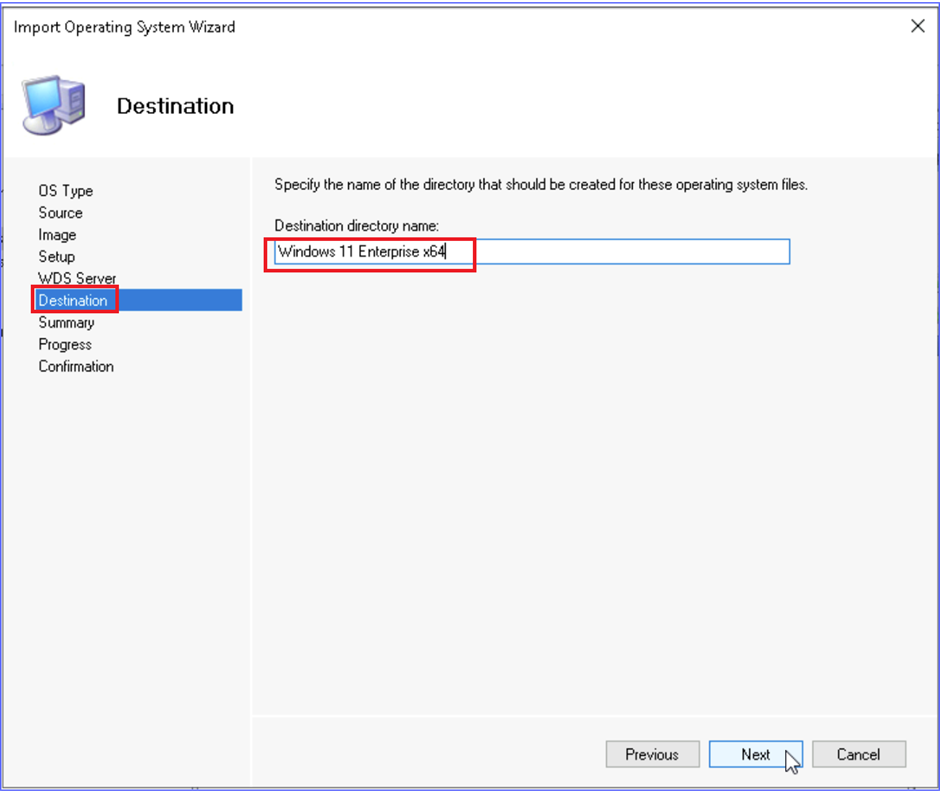 Import Operating System Wizard
Destination
OS Type
Source
Image
Setup
WDS Server
Destination
Summary
Progress
Confirmation
Specify the name of the directory that should be created for these operating system files.
Destination directory name:
Windows 11 Enterprise x64
Previous
Next
Cancel